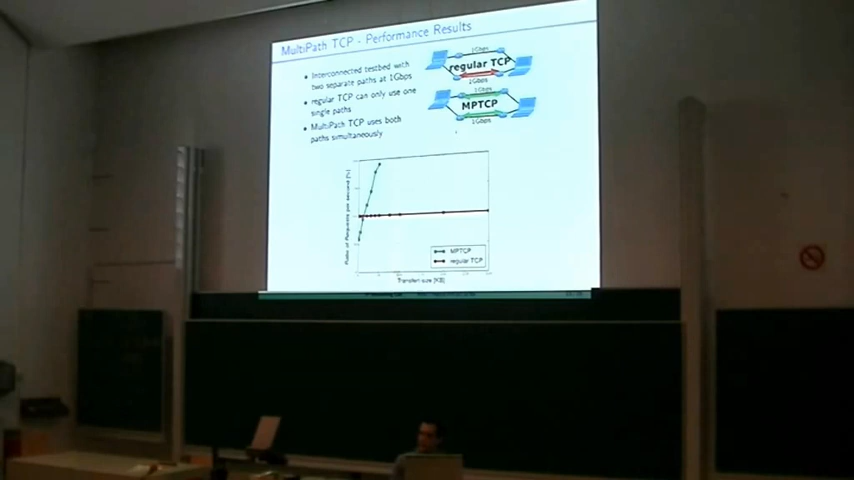 MultiPath TCP - Performance Results
Interconnected testbed with
two separate paths at 1Gbps
regular TCP can only use one
single paths
MultiPath TCP uses both
paths simultaneously
1Gbps
regular TCP
1Gbps
1Gbps
MPTCP
1Gbps
MPTCP
regular TCP
Transfer size [KB]